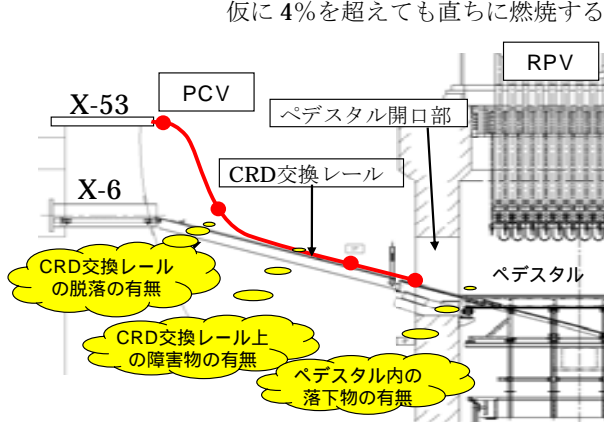 仮に 4%を超えても直ちに燃焼する
RPV
PCV
X-53
ペデスタル開口部
CRD交換レール
X-6
ペデスタル
CRD交換レール
の脱落の有無
CRD交換レール上
の障害物の有無
ペデスタル内の
落下物の有無